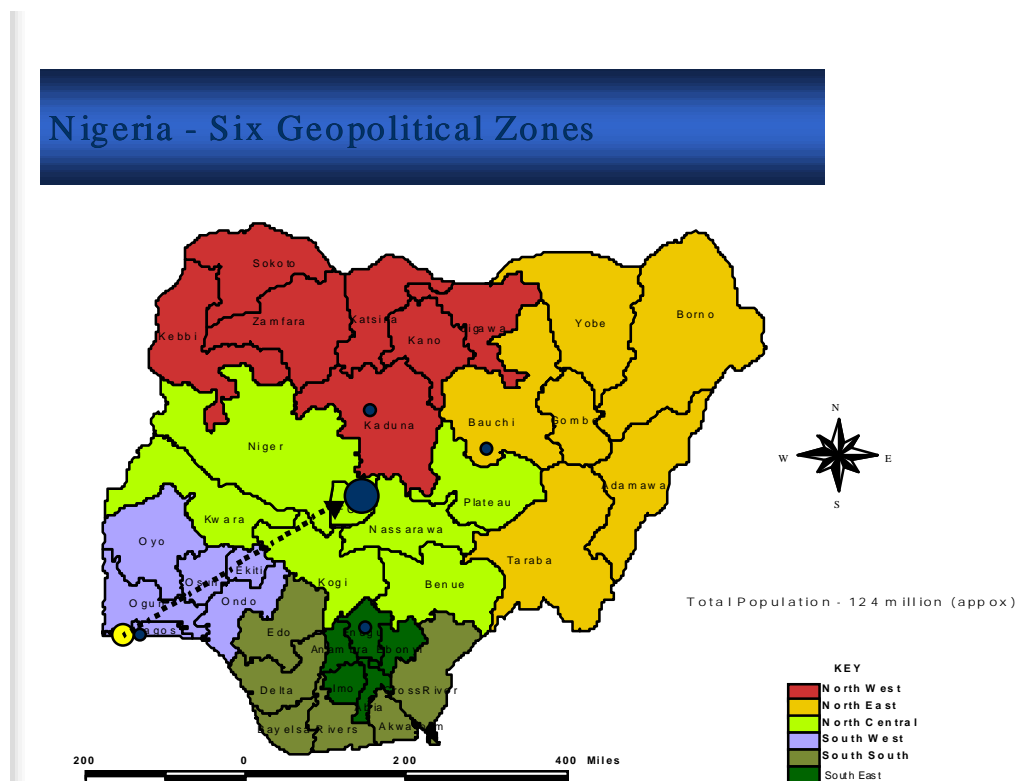 Nigeria - Six Geopolitical Zones
Sokoto
Zamfara
Katsina
Kebbi
Kano
Yobe
Borno
Kaduna
Bauchi
Niger
Adamawa
Plateau
Kwara
Nassarawa
Oyo
Taraba
Ekiti
Kogi
Benue
Ondo
Edo
Delta
Imo
CrossRiver
Bayelsa
Rivers
N
W
E
S
Total Population - 124 million (appox)
KEY
North West
North East
North Central
South West
South South
South East
200 0 200 400 Miles